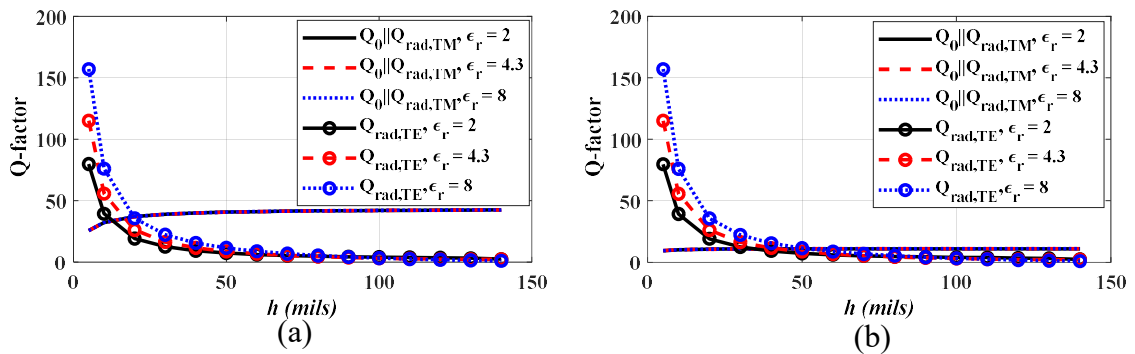 200
150
100
50
0
Q-factor
Q0||Qrad,TM, ϵr = 2
Q0||Qrad,TM, ϵr = 4.3
Q0||Qrad,TM,ϵr = 8
Qrad,TE, ϵr = 2
Qrad,TE, ϵr = 4.3
Qrad,TE,ϵr = 8
0 50 100 150
h (mils)
(a)
200
150
100
50
0
Q-factor
Q0||Qrad,TM, ϵr = 2
Q0||Qrad,TM, ϵr = 4.3
Q0||Qrad,TM,ϵr = 8
Qrad,TE, ϵr = 2
Qrad,TE, ϵr = 4.3
Qrad,TE,ϵr = 8
0 50 100 150
h (mils)
(b)